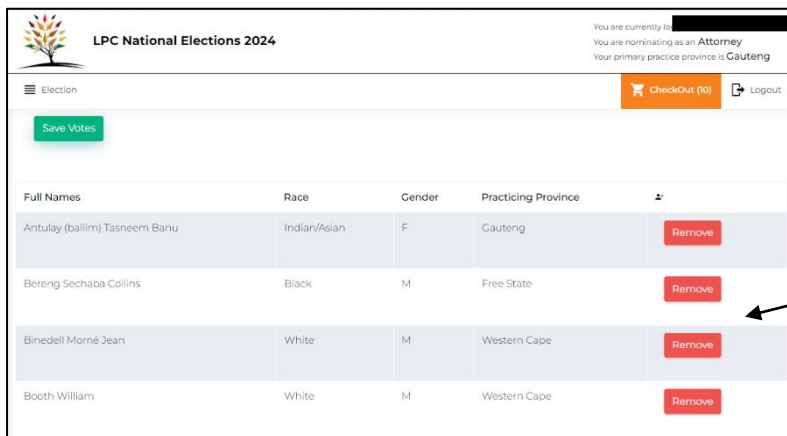 LPC National Elections 2024
You are currently lo
You are nominating as an Attorney
Your primary practice province is Gauteng
Election
CheckOut (10)
Logout
Save Votes
Full Names Race Gender Practicing Province
Antulay (ballim) Tasneem Banu Indian/Asian F Gauteng Remove
Bereng Sechaba Collins Black M Free State Remove
Binedell Morné Jean White M Western Cape Remove
Booth William White M Western Cape Remove